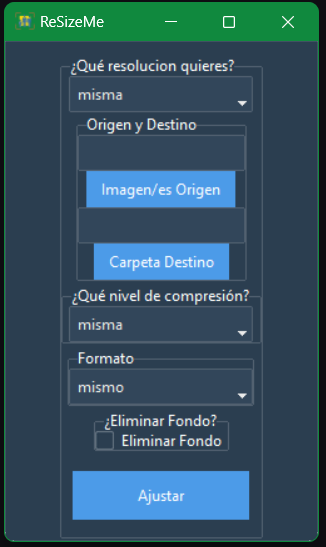 ReSizeMe
¿Qué resolucion quieres?
misma
Origen y Destino
Imagen/es Origen
Carpeta Destino
¿Qué nivel de compresión?
misma
Formato
mismo
¿Eliminar Fondo?
Eliminar Fondo
Ajustar